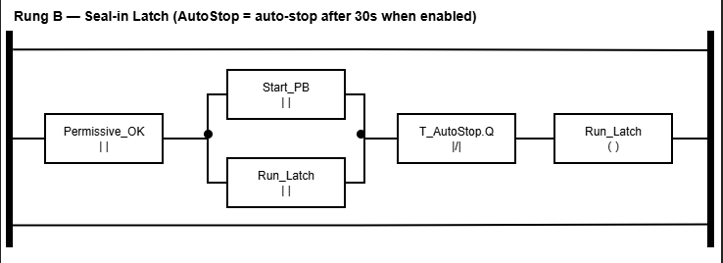 Rung B — Seal-in Latch (AutoStop = auto-stop after 30s when enabled)
Start_PB
| |
Permissive_OK
| |
T_AutoStop.Q
|/|
Run_Latch
( )
Run_Latch
| |